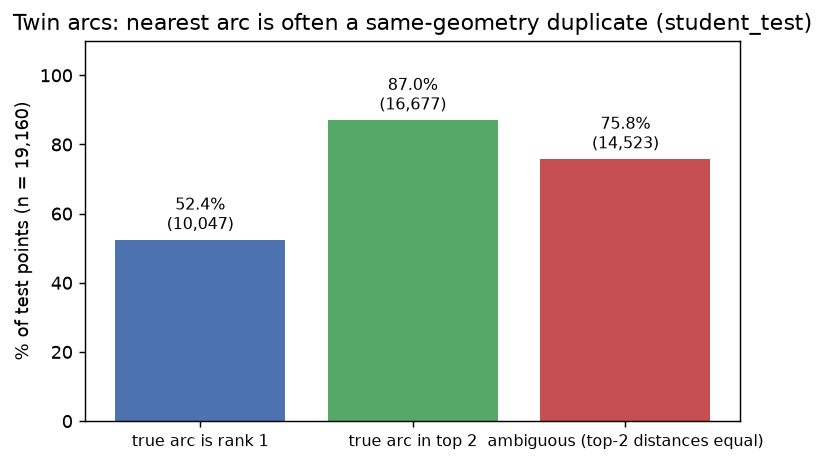 Twin arcs: nearest arc is often a same-geometry duplicate (student_test)
% of test points (n = 19,160)
100
80
60
40
20
0
52.4%
(10,047)
87.0%
(16,677)
75.8%
(14,523)
true arc is rank 1
true arc in top 2
ambiguous (top-2 distances equal)